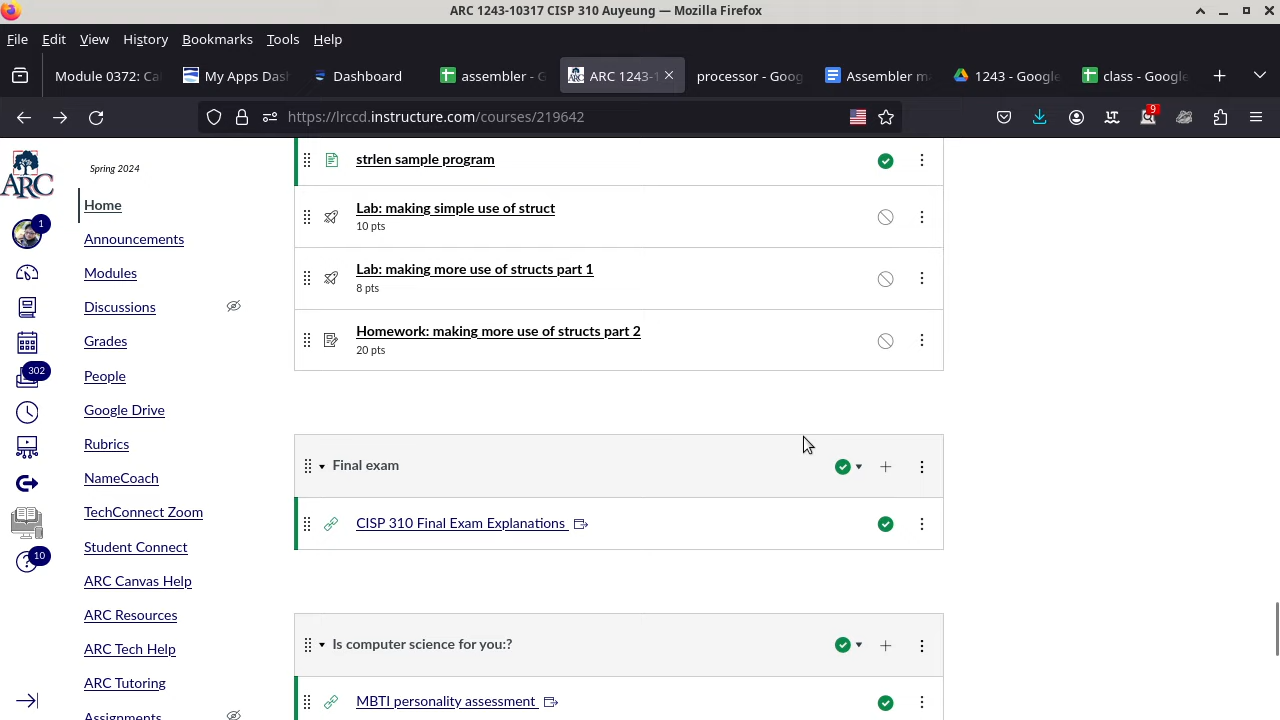 ARC 1243-10317 CISP 310 Auyeung — Mozilla Firefox
File Edit View History Bookmarks Tools Help
Module 0372: Ca My Apps Das Dashboard assembler - G ARC 1243-1 processor - Goog Assembler m 1243 - Google class - Google
https://lrccd.instructure.com/courses/219642 9
ARC
Spring 2024
Home
Announcements
Modules
Discussions
Grades
People
Google Drive
Rubrics
NameCoach
TechConnect Zoom
Student Connect
ARC Canvas Help
ARC Resources
ARC Tech Help
ARC Tutoring
Assignments
1
302
10
strlen sample program
Lab: making simple use of struct
10 pts
Lab: making more use of structs part 1
8 pts
Homework: making more use of structs part 2
20 pts
Final exam
CISP 310 Final Exam Explanations
Is computer science for you:?
MBTI personality assessment